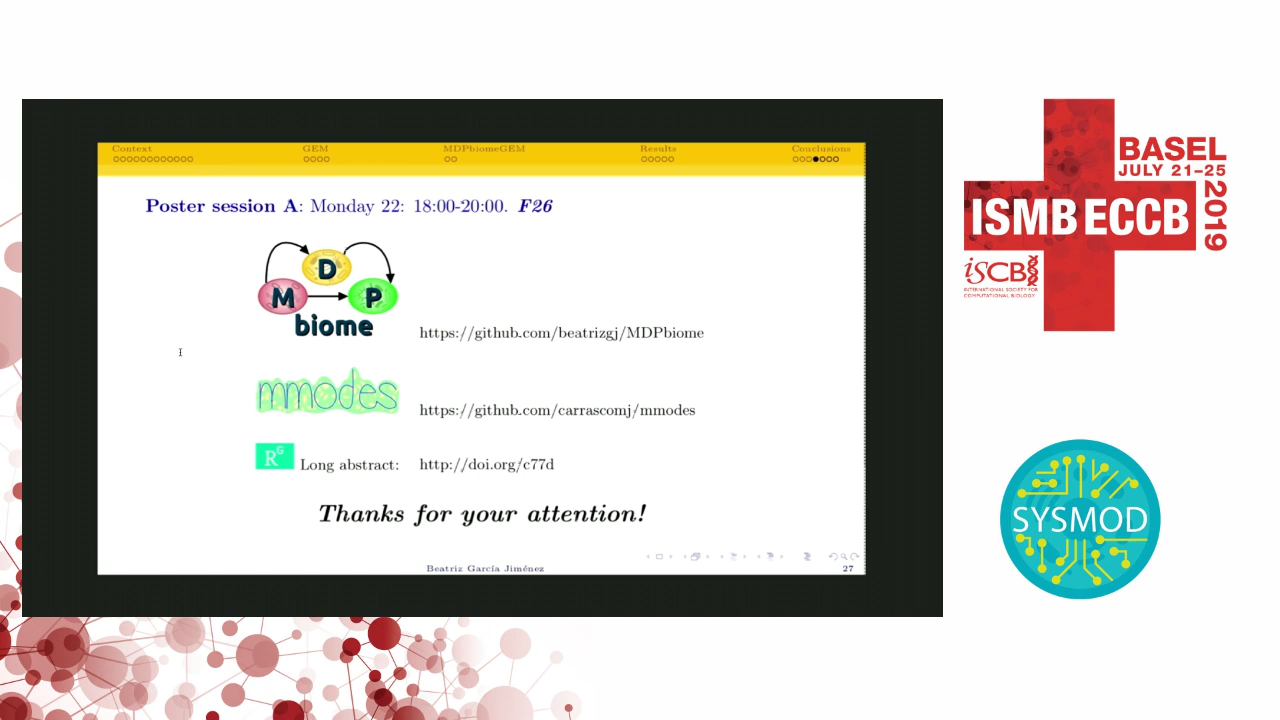 Context GEM MDPbiomeGEM Results Conclusions
Poster session A: Monday 22: 18:00-20:00. F26
D
M P
biome
https://github.com/beatrizgj/MDPbiome
mmodes
https://github.com/carrascomj/mmodes
RG Long abstract: http://doi.org/c77d
Thanks for your attention!
Beatriz García Jiménez 27
BASEL
JULY 21–25
ISMB ECCB
2019
ISCB
INTERNATIONAL SOCIETY FOR
COMPUTATIONAL BIOLOGY
SYSMOD